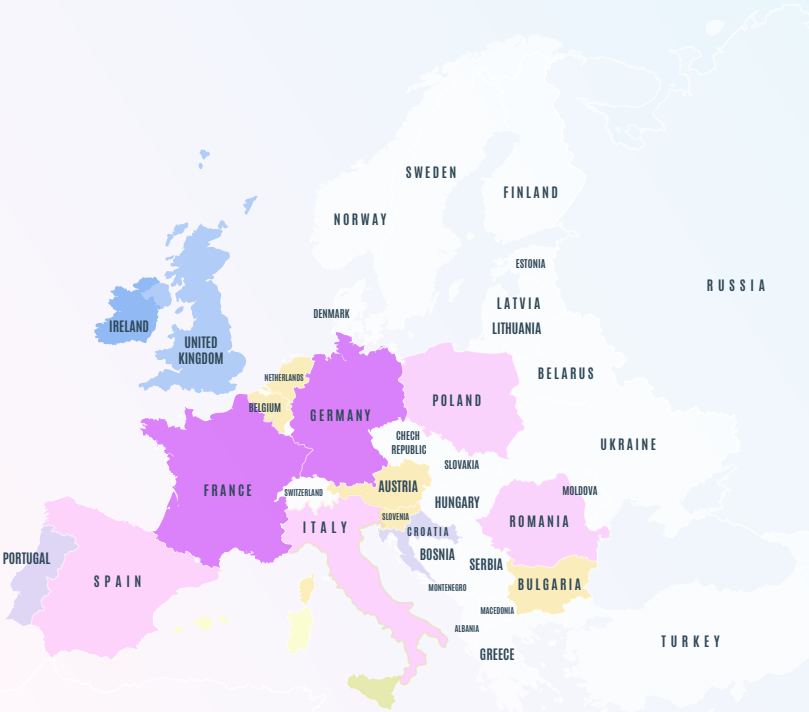 SWEDEN
FINLAND
NORWAY
ESTONIA
RUSSIA
LATVIA
DENMARK
IRELAND
LITHUANIA
UNITED
KINGDOM
BELARUS
NETHERLANDS
POLAND
BELGIUM
GERMANY
CHECH
REPUBLIC
UKRAINE
SLOVAKIA
AUSTRIA
FRANCE
SWITZERLAND
MOLDOVA
HUNGARY
SLOVENIA
ROMANIA
ITALY
CROATIA
BOSNIA
PORTUGAL
SERBIA
SPAIN
MONTENEGRO
BULGARIA
MACEDONIA
ALBANIA
TURKEY
GREECE